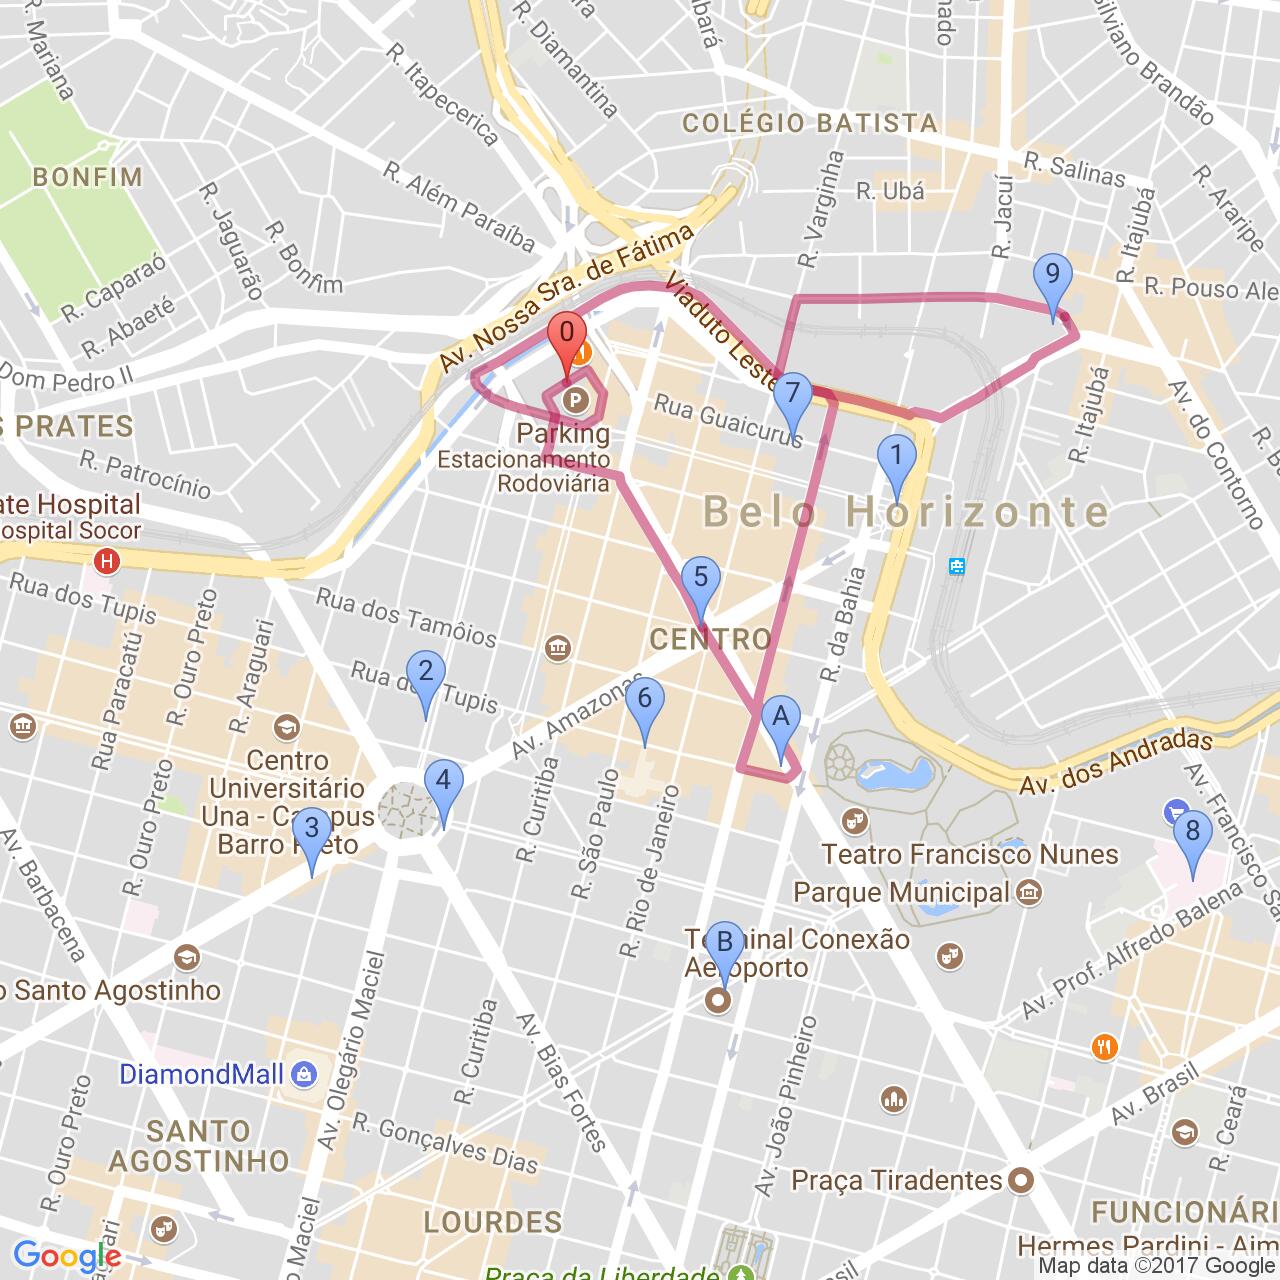 R. Mariana
R. Diamantina
R. Itapecerica
COLÉGIO BATISTA
Silviano Brandão
BONFIM
R. Além Paraíba
R. Salinas
R. Ubá
R. Varginha
R. Jacuí
R. Itajubá
R. Araripe
R. Jaguarão
R. Bonfim
R. Caparaó
R. Abaeté
Av. Nossa Sra. de Fátima
Viaduto Leste
9
R. Pouso Ale
0
Dom Pedro II
P
7
Rua Guaicurus
R. Itajubá
Av. do Contorno
S PRATES
R. Patrocínio
Parking
Estacionamento
Rodoviária
1
ate Hospital
ospital Socor
H
Belo Horizonte
Rua dos Tupis
Rua dos Tamôios
5
CENTRO
R. da Bahia
R. Ouro Preto
R. Araguari
Rua Paracatú
2
Rua dos Tupis
6
Av. Amazonas
A
Av. dos Andradas
Centro
Universitário
Una - Campus
Barro Preto
4
3
R. Curitiba
R. São Paulo
R. Rio de Janeiro
R. Ouro Preto
Av. Barbacena
Teatro Francisco Nunes
Parque Municipal
8
Av. Francisco Sa
Av. Prof. Alfredo Balena
B
Terminal Conexão
Aeroporto
o Santo Agostinho
Av. Olegário Maciel
R. Curitiba
Av. Bias Fortes
Av. João Pinheiro
DiamondMall
R. Ouro Preto
R. Gonçalves Dias
SANTO
AGOSTINHO
Av. Brasil
R. Ceará
Praça Tiradentes
LOURDES
FUNCIONÁRI
Hermes Pardini - Aim
Praça da Liberdade
Google
Map data ©2017 Google